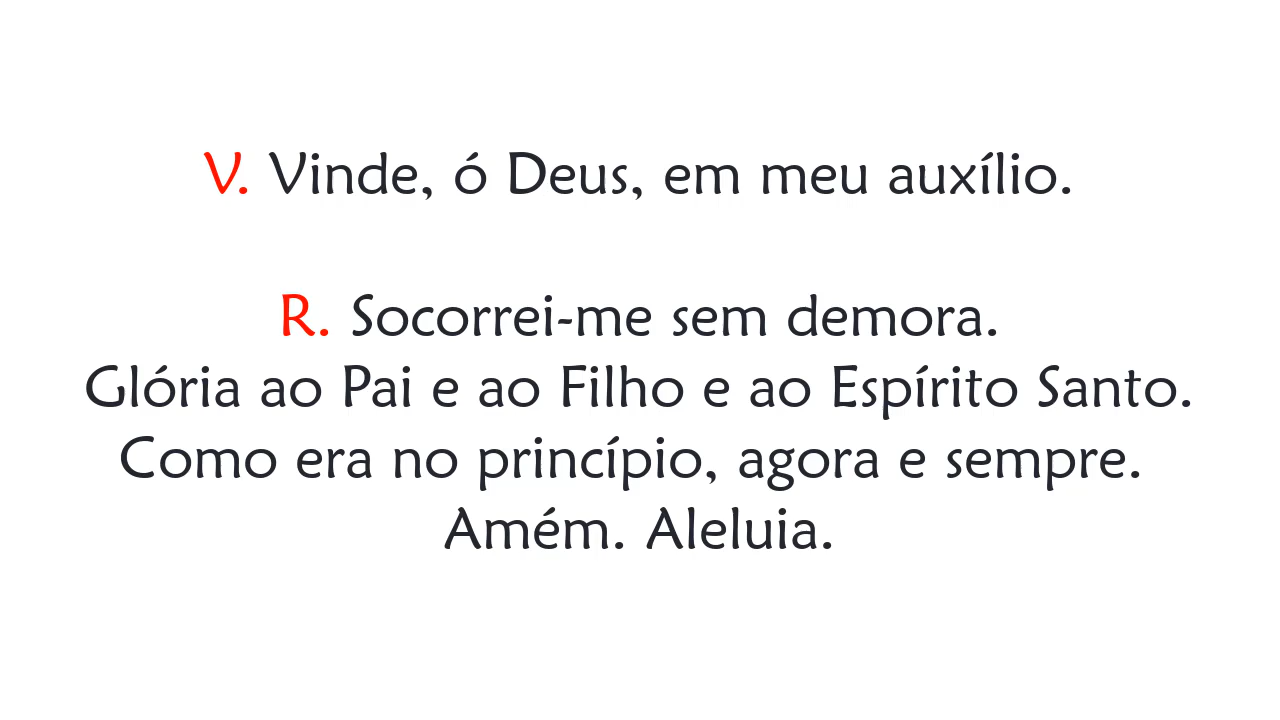 V. Vinde, ó Deus, em meu auxílio.
R. Socorrei-me sem demora.
Glória ao Pai e ao Filho e ao Espírito Santo.
Como era no princípio, agora e sempre.
Amém. Aleluia.